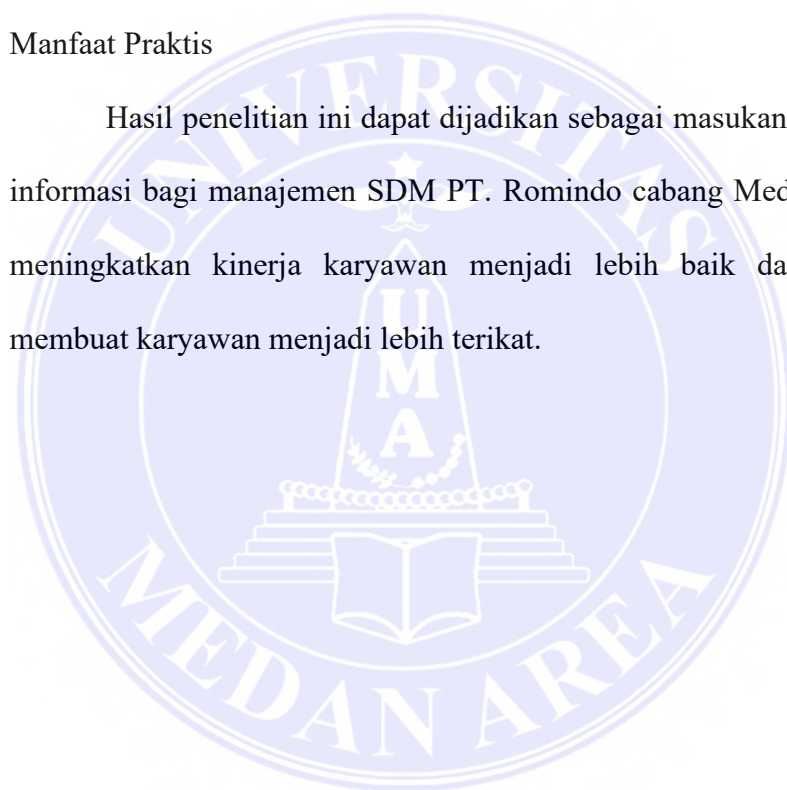 Manfaat Praktis
Hasil penelitian ini dapat dijadikan sebagai masukan
informasi bagi manajemen SDM PT. Romindo cabang Med
meningkatkan kinerja karyawan menjadi lebih baik da
membuat karyawan menjadi lebih terikat.
UNIVERSITAS
UMA
MEDAN AREA